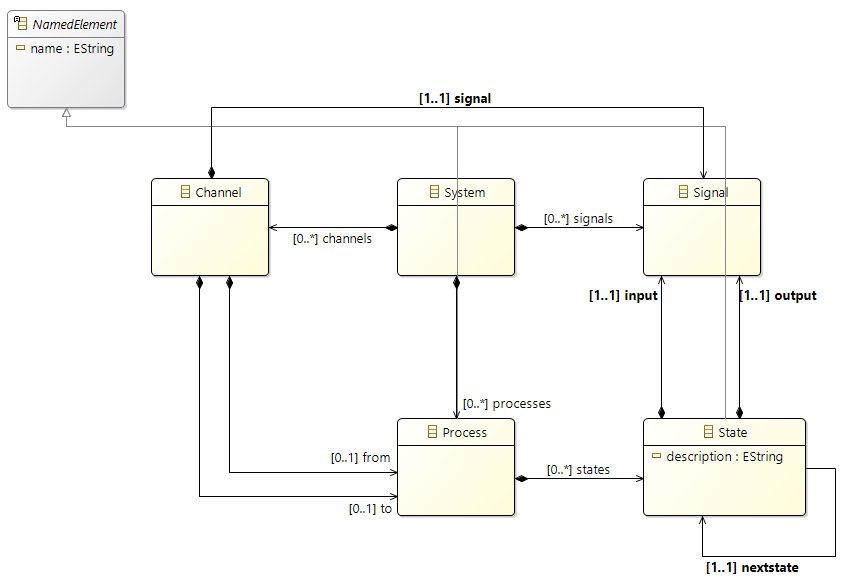 NamedElement
name : EString
[1..1] signal
Channel
System
Signal
[0..*] channels
[0..*] signals
[1..1] input
[1..1] output
[0..*] processes
Process
State
[0..1] from
description : EString
[0..*] states
[0..1] to
[1..1] nextstate